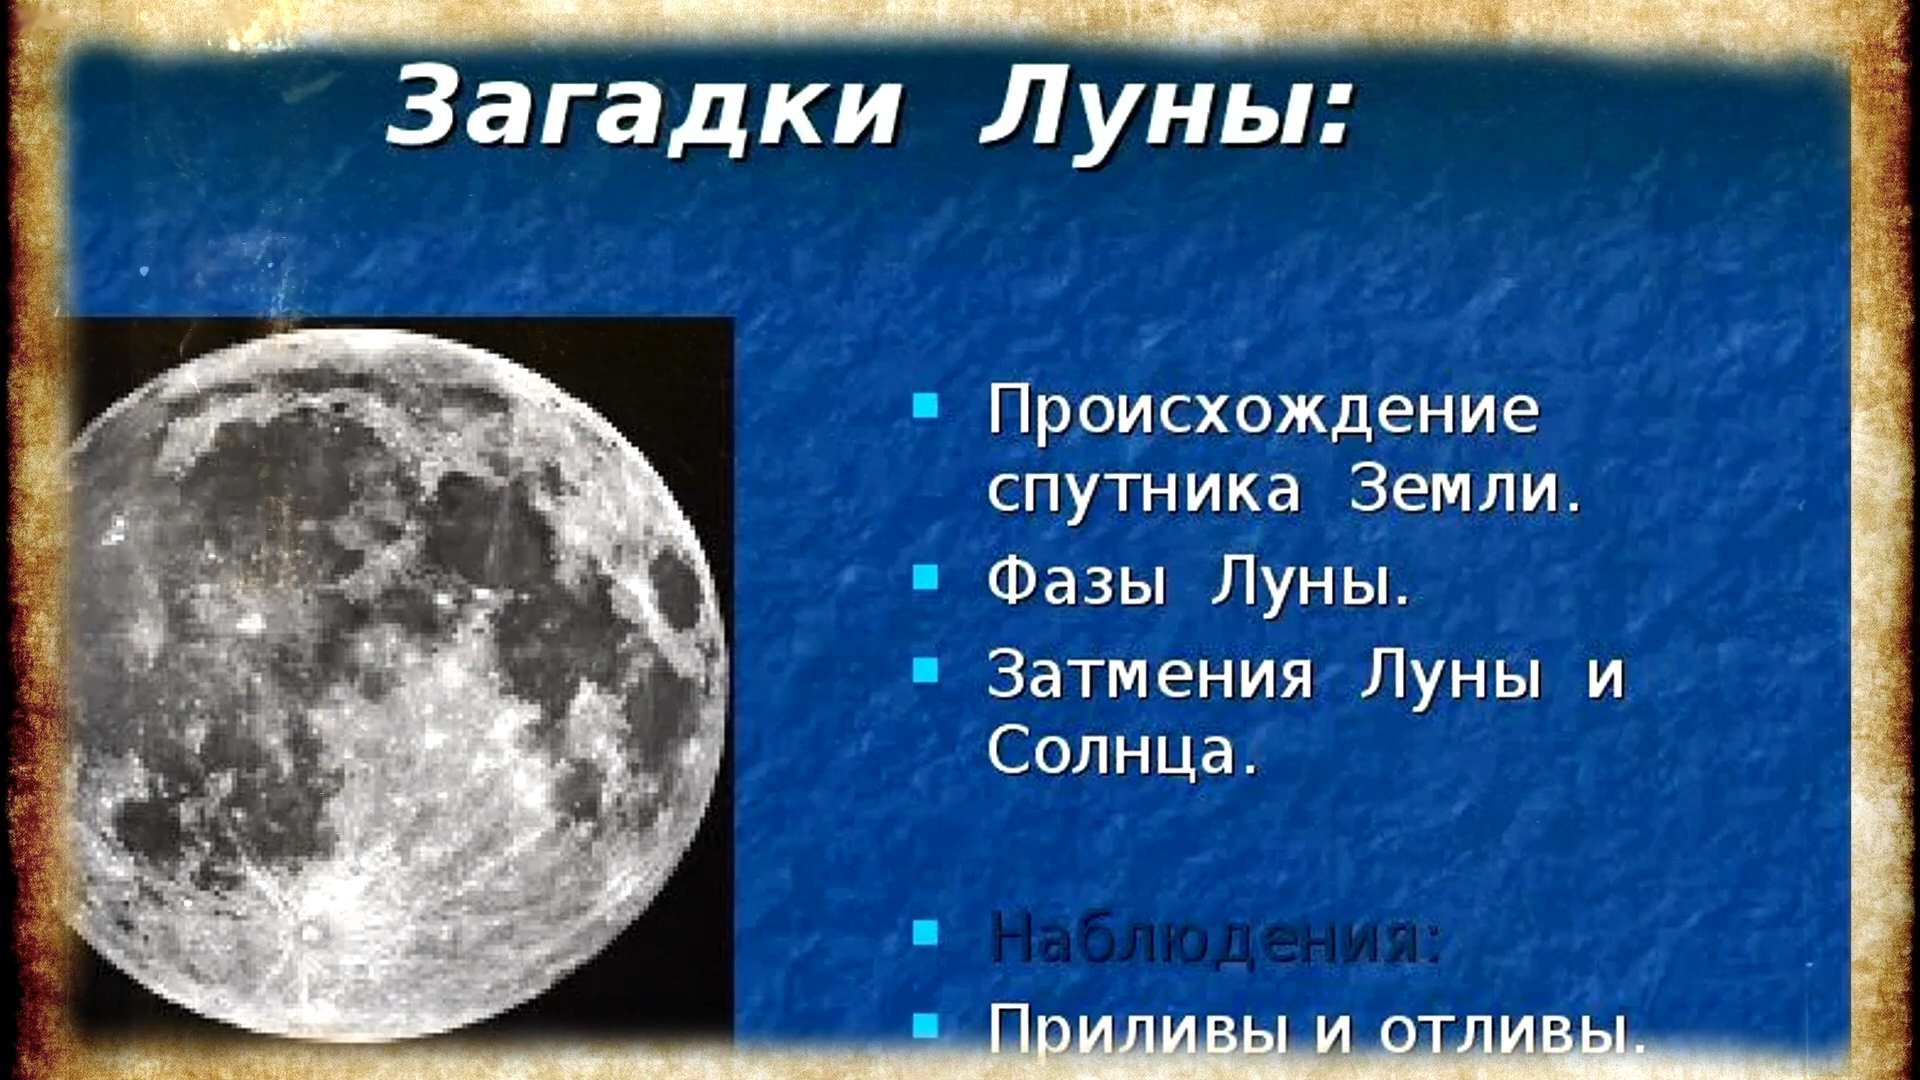 Загадки Луны:
Происхождение
спутника Земли.
Фазы Луны.
Затмения Луны и
Солнца.
Наблюдения:
Приливы и отливы.